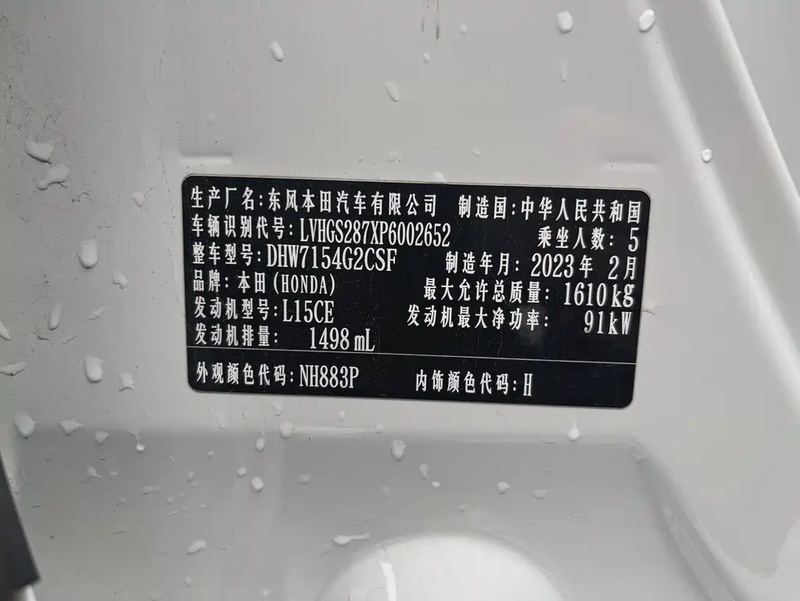 生产厂名:东风本田汽车有限公司 制造国:中华人民共和国
车辆识别代号:LVHGS287XP6002652 乘坐人数:5
整车型号:DHW7154G2CSF 制造年月:2023年2月
品牌:本田(HONDA) 最大允许总质量:1610kg
发动机型号:L15CE 发动机最大净功率:91kW
发动机排量:1498mL
外观颜色代码:NH883P 内饰颜色代码:H